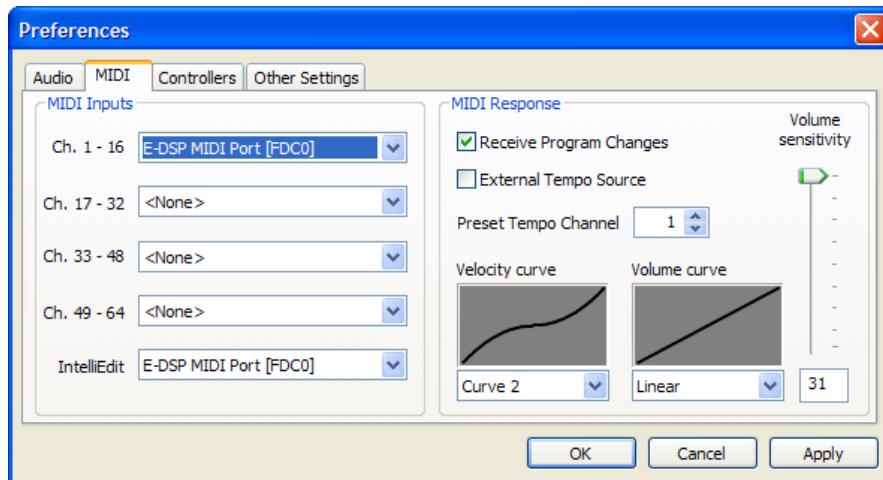 Preferences
Audio MIDI Controllers Other Settings
MIDI Inputs
Ch. 1 - 16 E-DSP MIDI Port [FDC0]
Ch. 17 - 32 <None>
Ch. 33 - 48 <None>
Ch. 49 - 64 <None>
IntelliEdit E-DSP MIDI Port [FDC0]
MIDI Response
Receive Program Changes
External Tempo Source
Preset Tempo Channel 1
Volume
sensitivity
Velocity curve Volume curve
Curve 2 Linear 31
OK Cancel Apply